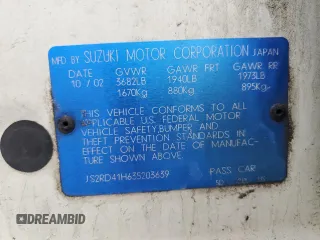 MFD BY SUZUKI MOTOR CORPORATION JAPAN
DATE GVWR GAWR FRT GAWR RR
10/02 3682LB 1940LB 1973LB
1670Kg 880Kg 895Kg
THIS VEHICLE CONFORMS TO ALL
APPLICABLE U.S. FEDERAL MOTOR
VEHICLE SAFETY,BUMPER AND
THEFT PREVENTION STANDARDS IN
EFFECT ON THE DATE OF MANUFAC-
TURE SHOWN ABOVE.
JS2RD41H635203639 PASS CAR
DREAMBID